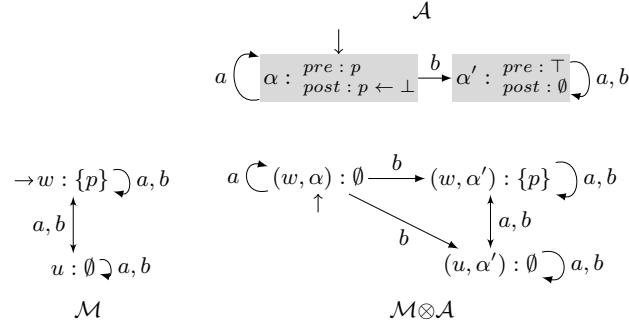 𝒜
a α : pre : p b α′ : pre : ⊤ a, b
post : p ← ⊥ post : ∅
w : {p} a, b a (w, α) : ∅ b (w, α′) : {p} a, b
a, b b a, b
u : ∅ a, b (u, α′) : ∅ a, b
ℳ ℳ⊗𝒜